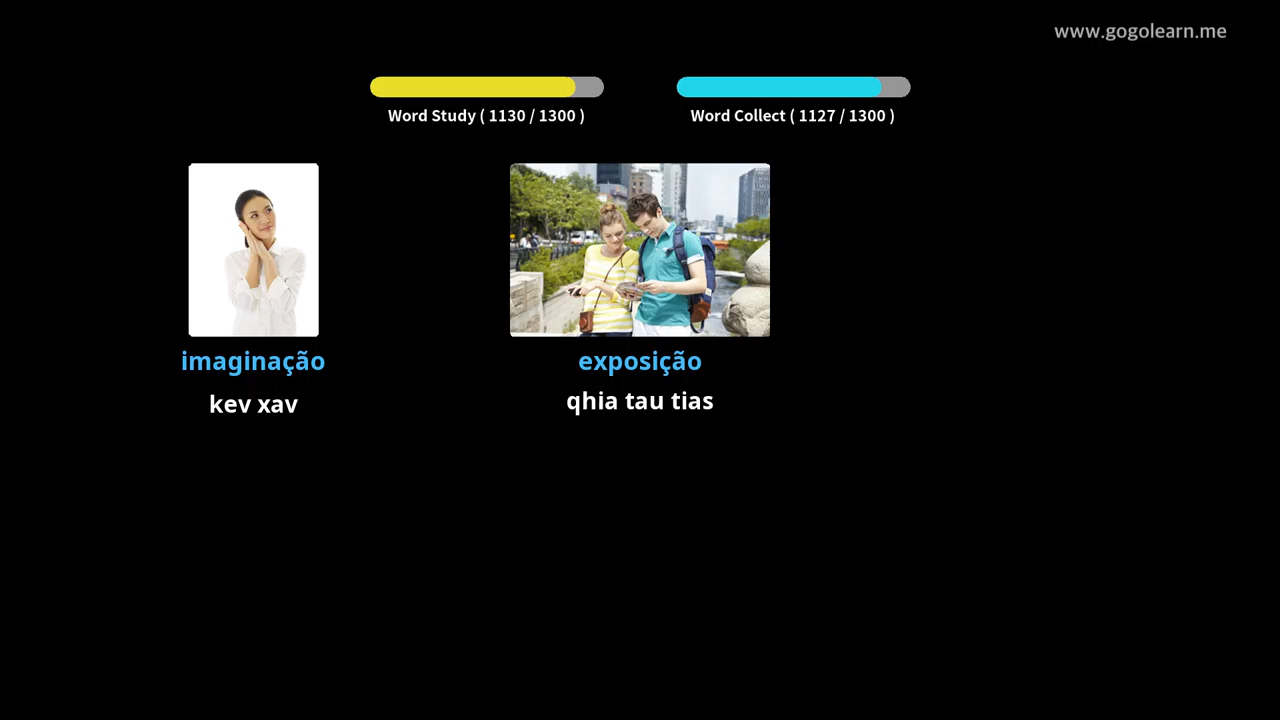 www.gogolearn.me
Word Study ( 1130 / 1300 )
Word Collect ( 1127 / 1300 )
imaginação
kev xav
exposição
qhia tau tias